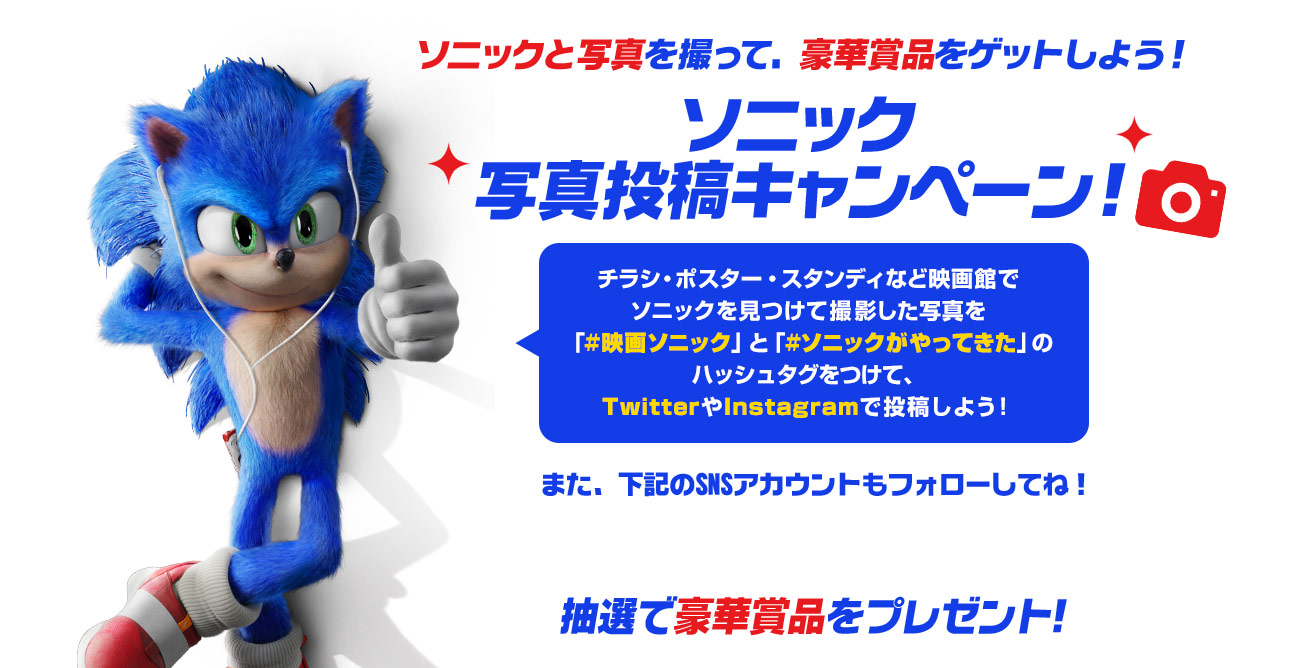 ソニックと写真を撮って、豪華賞品をゲットしよう！
ソニック
写真投稿キャンペーン！
チラシ・ポスター・スタンディなど映画館で
ソニックを見つけて撮影した写真を
「#映画ソニック」と「#ソニックがやってきた」の
ハッシュタグをつけて、
TwitterやInstagramで投稿しよう！
また、下記のSNSアカウントもフォローしてね！
抽選で豪華賞品をプレゼント!